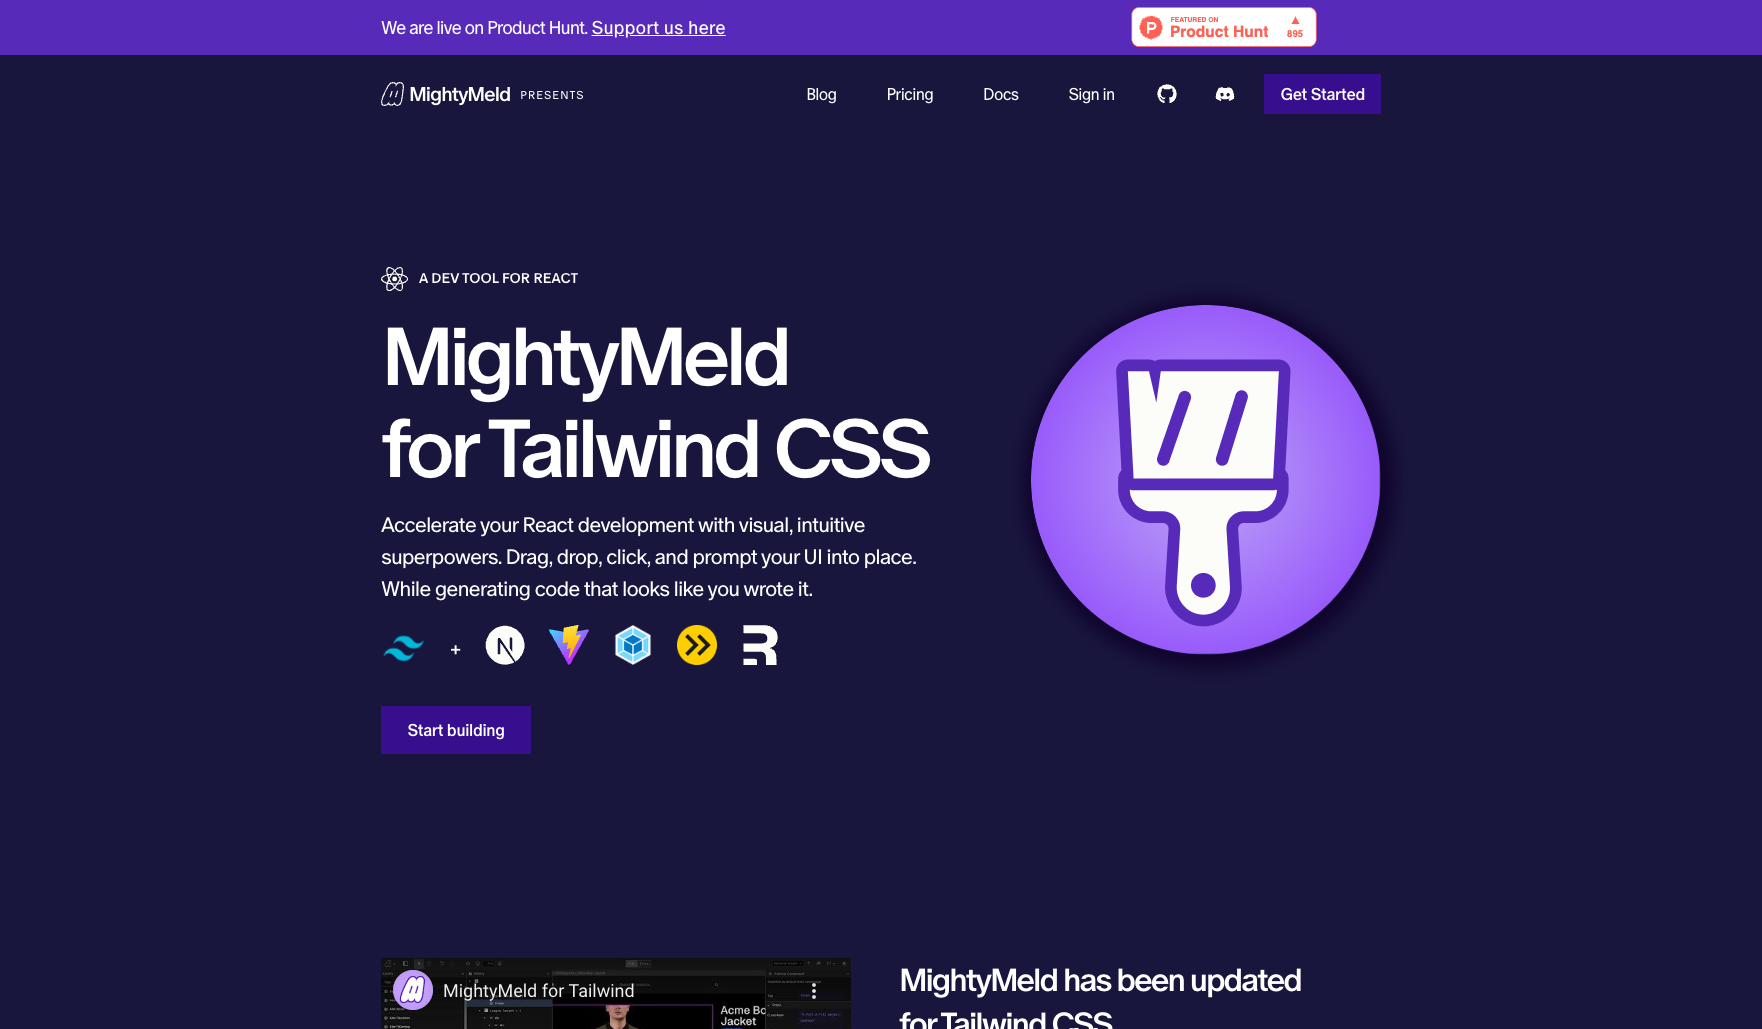 We are live on Product Hunt. Support us here
FEATURED ON
Product Hunt
895
MightyMeld PRESENTS
Blog
Pricing
Docs
Sign in
Get Started
A DEV TOOL FOR REACT
MightyMeld
for Tailwind CSS
Accelerate your React development with visual, intuitive
superpowers. Drag, drop, click, and prompt your UI into place.
While generating code that looks like you wrote it.
+
Start building
MightyMeld for Tailwind
Jacket
MightyMeld has been updated
for Tailwind CSS